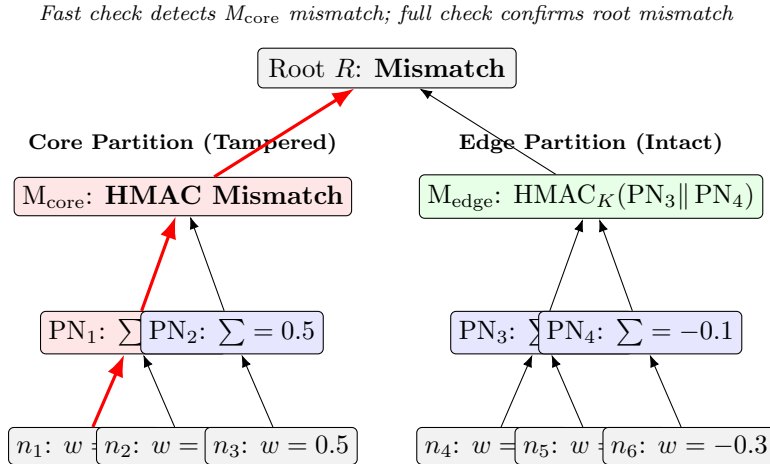 Fast check detects M_core mismatch; full check confirms root mismatch
Root R: Mismatch
Core Partition (Tampered)
Edge Partition (Intact)
M_core: HMAC Mismatch
M_edge: HMAC_K(PN_3 ∥ PN_4)
PN_1: ∑
PN_2: ∑ = 0.5
PN_3:
PN_4: ∑ = −0.1
n_1: w =
n_2: w =
n_3: w = 0.5
n_4: w =
n_5: w =
n_6: w = −0.3